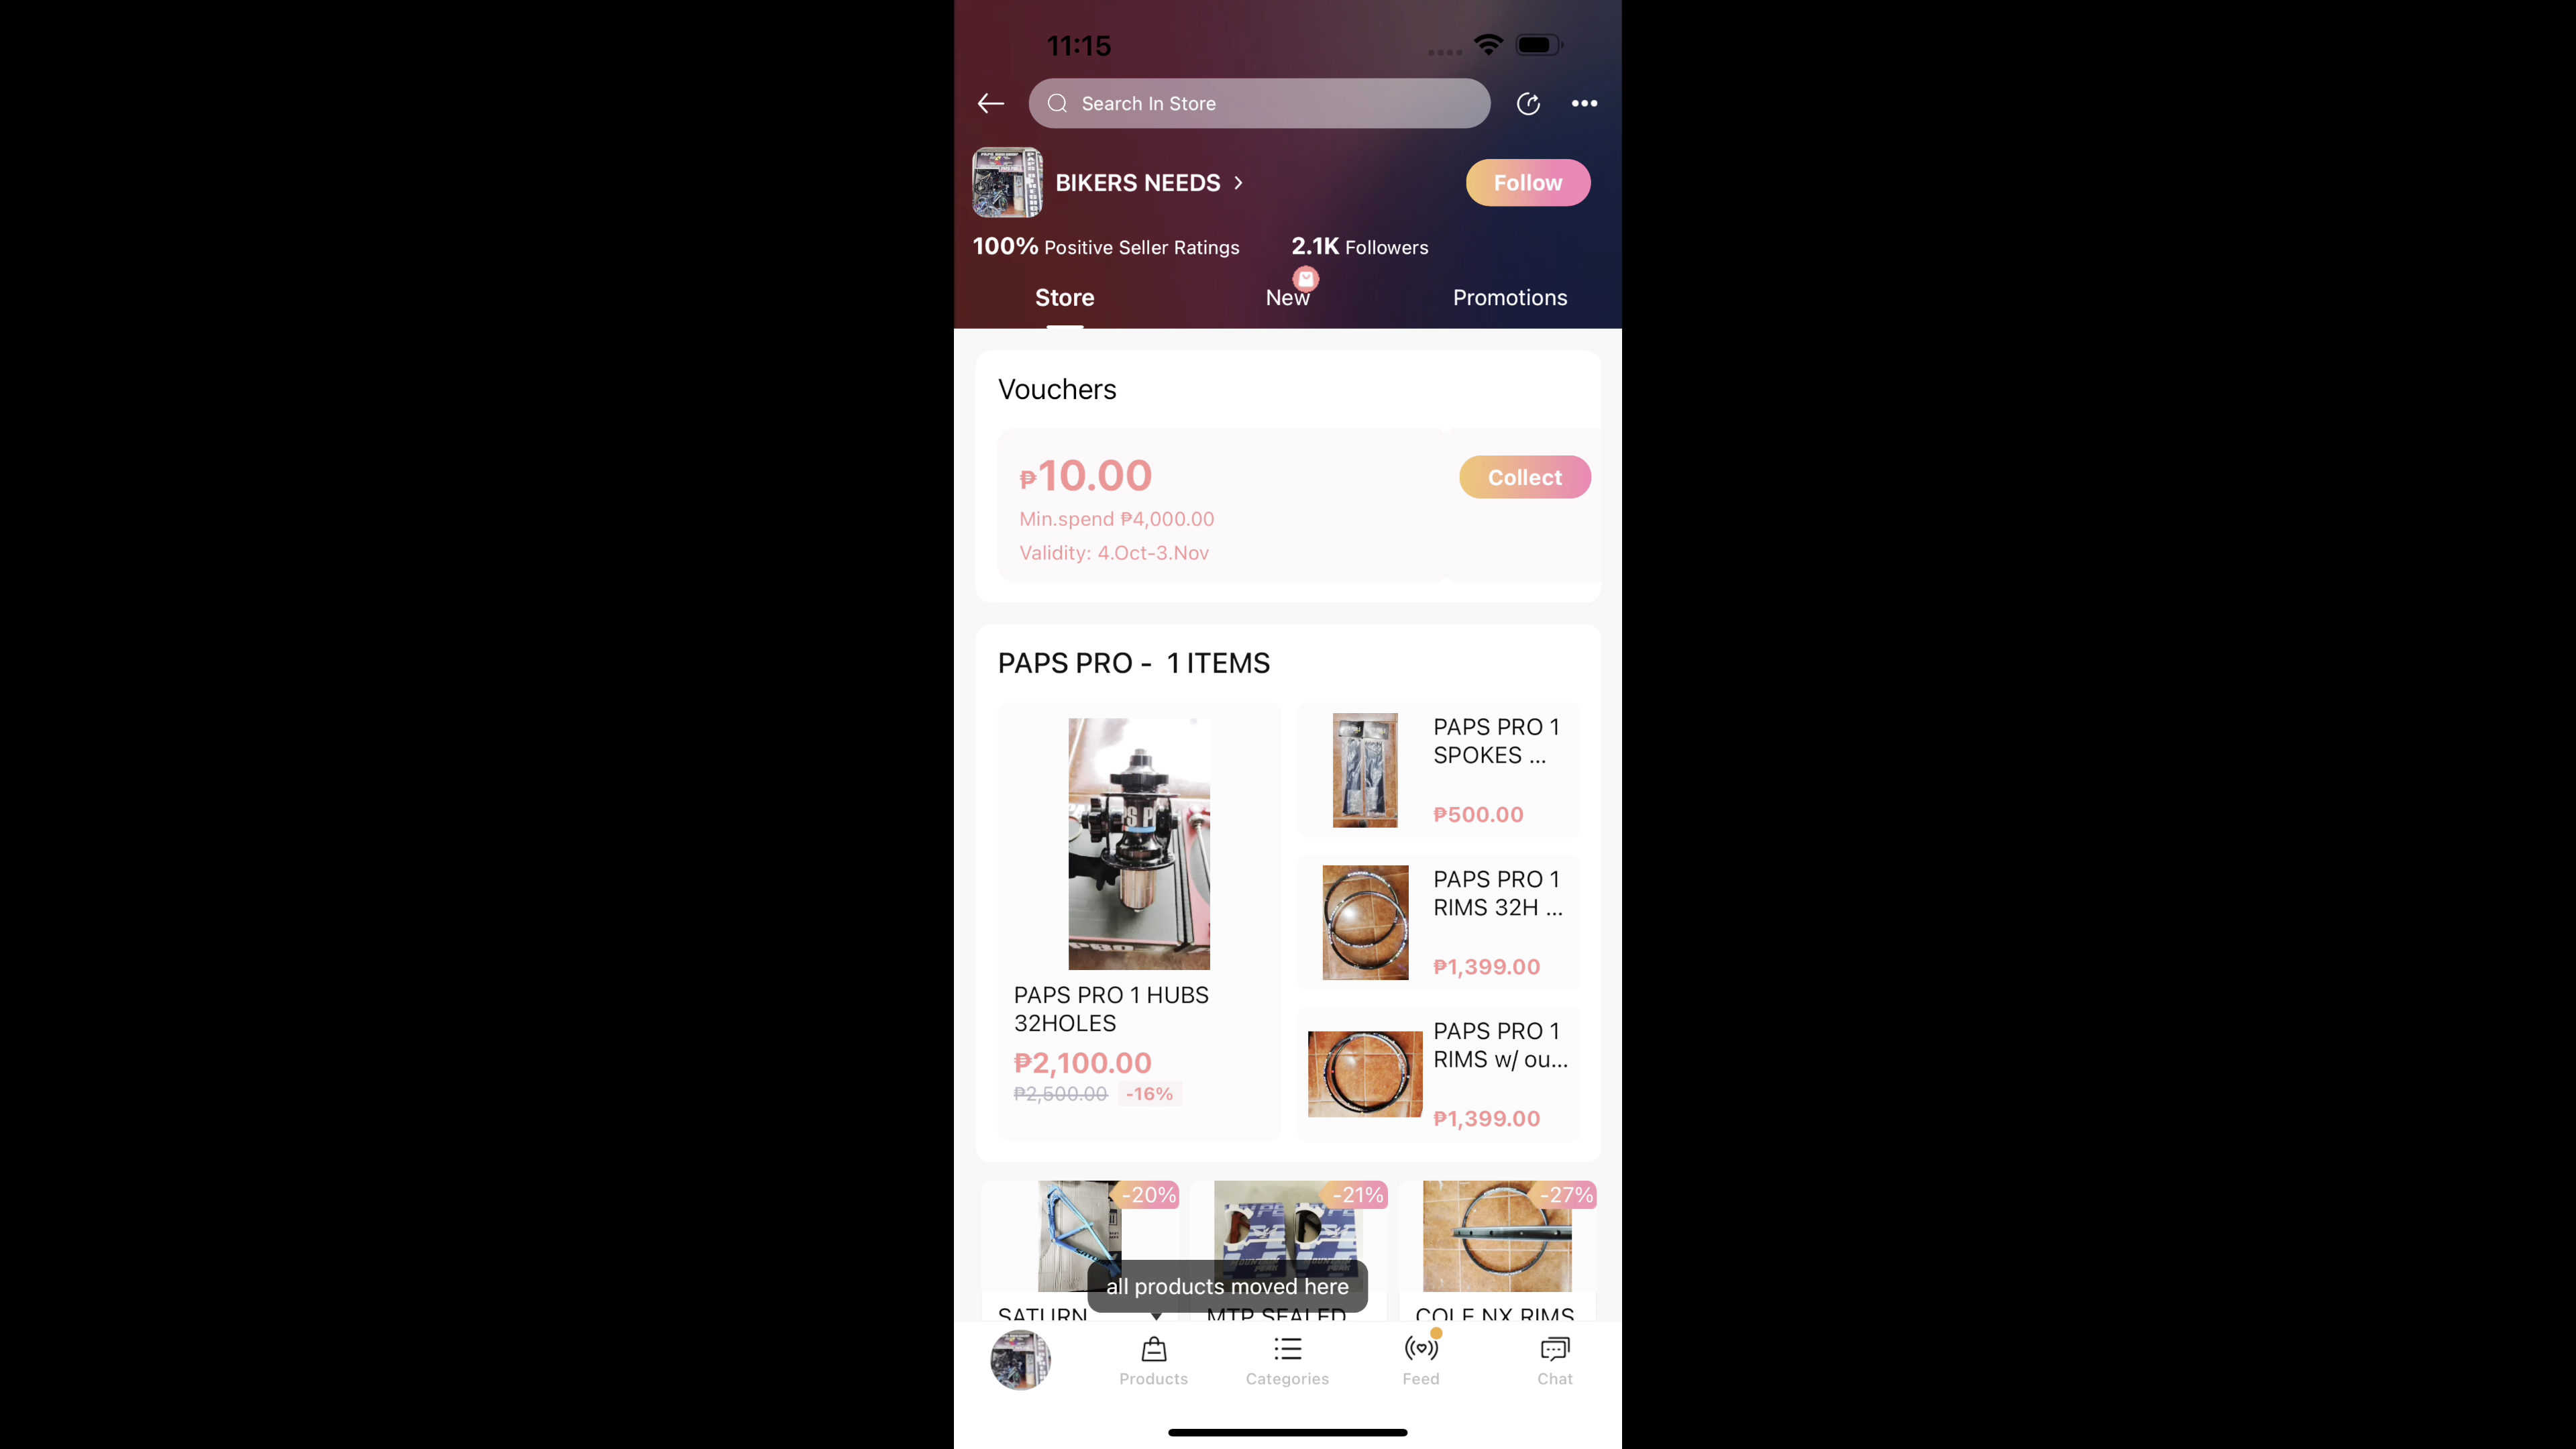 11:15
Search In Store
BIKERS NEEDS
Follow
100% Positive Seller Ratings
2.1K Followers
Store
New
Promotions
Vouchers
₱10.00
Collect
Min.spend ₱4,000.00
Validity: 4.Oct-3.Nov
PAPS PRO - 1 ITEMS
PAPS PRO 1 HUBS
32HOLES
₱2,100.00
₱2,500.00 -16%
PAPS PRO 1
SPOKES ...
₱500.00
PAPS PRO 1
RIMS 32H ...
₱1,399.00
PAPS PRO 1
RIMS w/ ou...
₱1,399.00
-20%
-21%
-27%
all products moved here
SATURN
MTP SEALED
COLE NX RIMS
Products
Categories
Feed
Chat